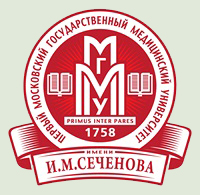 ПЕРВЫЙ МОСКОВСКИЙ ГОСУДАРСТВЕННЫЙ МЕДИЦИНСКИЙ УНИВЕРСИТЕТ
МГМУ
PRIMUS INTER PARES
1758
ИМЕНИ
И.М.СЕЧЕНОВА